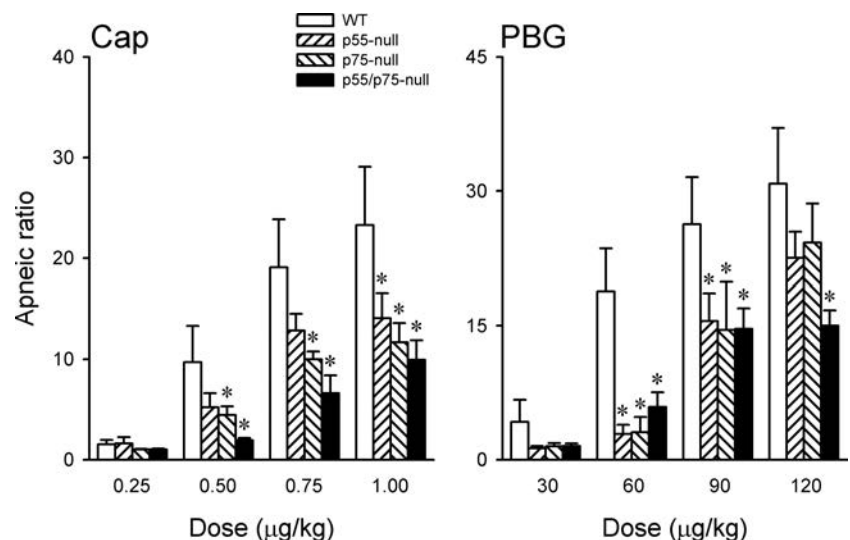 WT
p55-null
p75-null
p55/p75-null
Cap
PBG
40
30
20
10
0
Apneic ratio
45
30
15
0
* * * * * * *
* * * * * * *
0.25 0.50 0.75 1.00
30 60 90 120
Dose (μg/kg)
Dose (μg/kg)